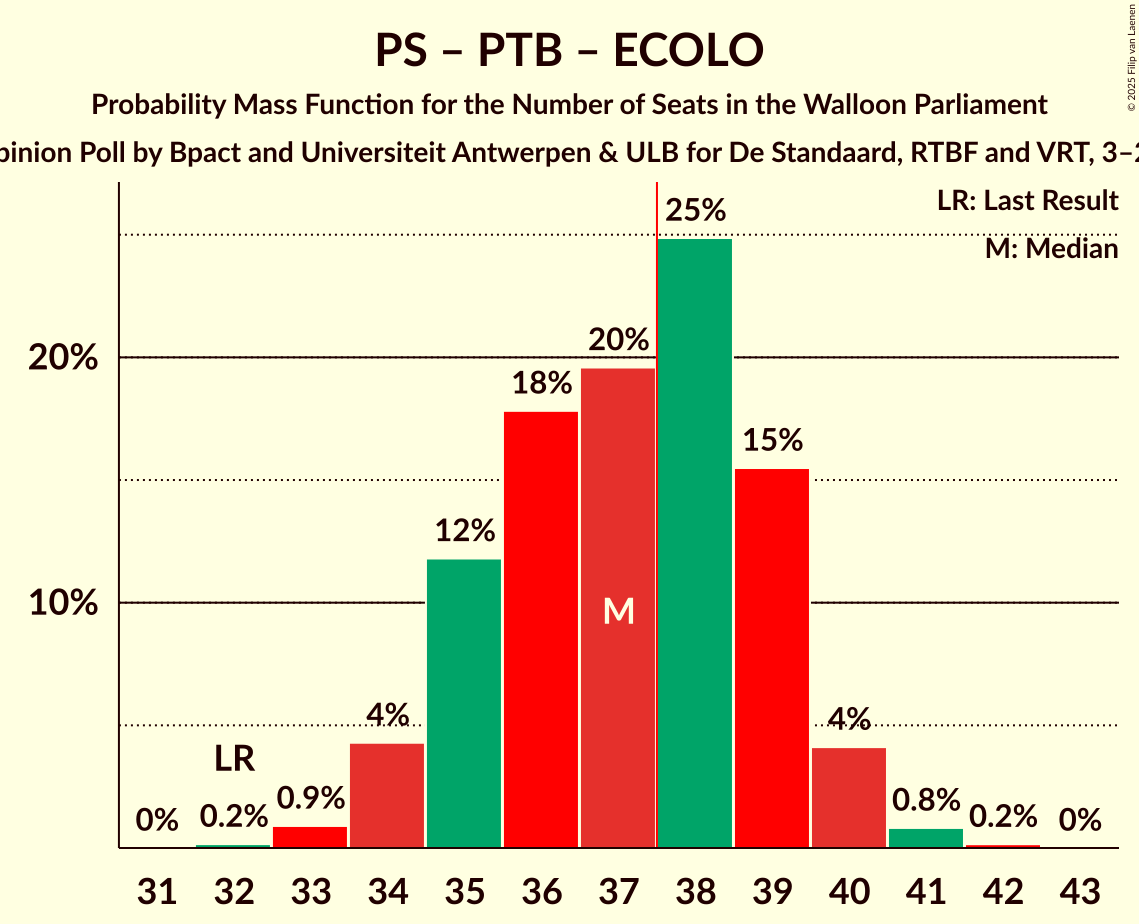 PS – PTB – ECOLO
Probability Mass Function for the Number of Seats in the Walloon Parliament
pinion Poll by Bpact and Universiteit Antwerpen & ULB for De Standaard, RTBF and VRT, 3–2
© 2025 Filip van Laenen
LR: Last Result
M: Median
25%
20%
20%
18%
15%
12%
10%
M
4%
4%
LR
0%
0.2%
0.9%
0.8%
0.2%
0%
31 32 33 34 35 36 37 38 39 40 41 42 43